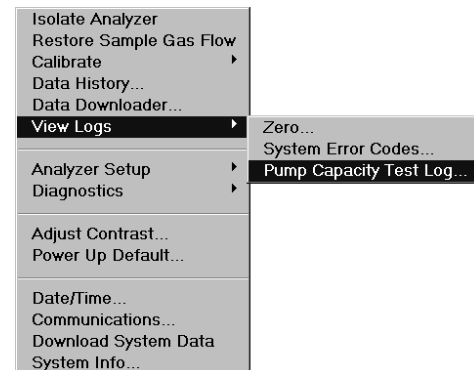 Isolate Analyzer
Restore Sample Gas Flow
Calibrate
Data History...
Data Downloader...
View Logs
Zero...
System Error Codes...
Pump Capacity Test Log...
Analyzer Setup
Diagnostics
Adjust Contrast...
Power Up Default...
Date/Time...
Communications...
Download System Data
System Info...